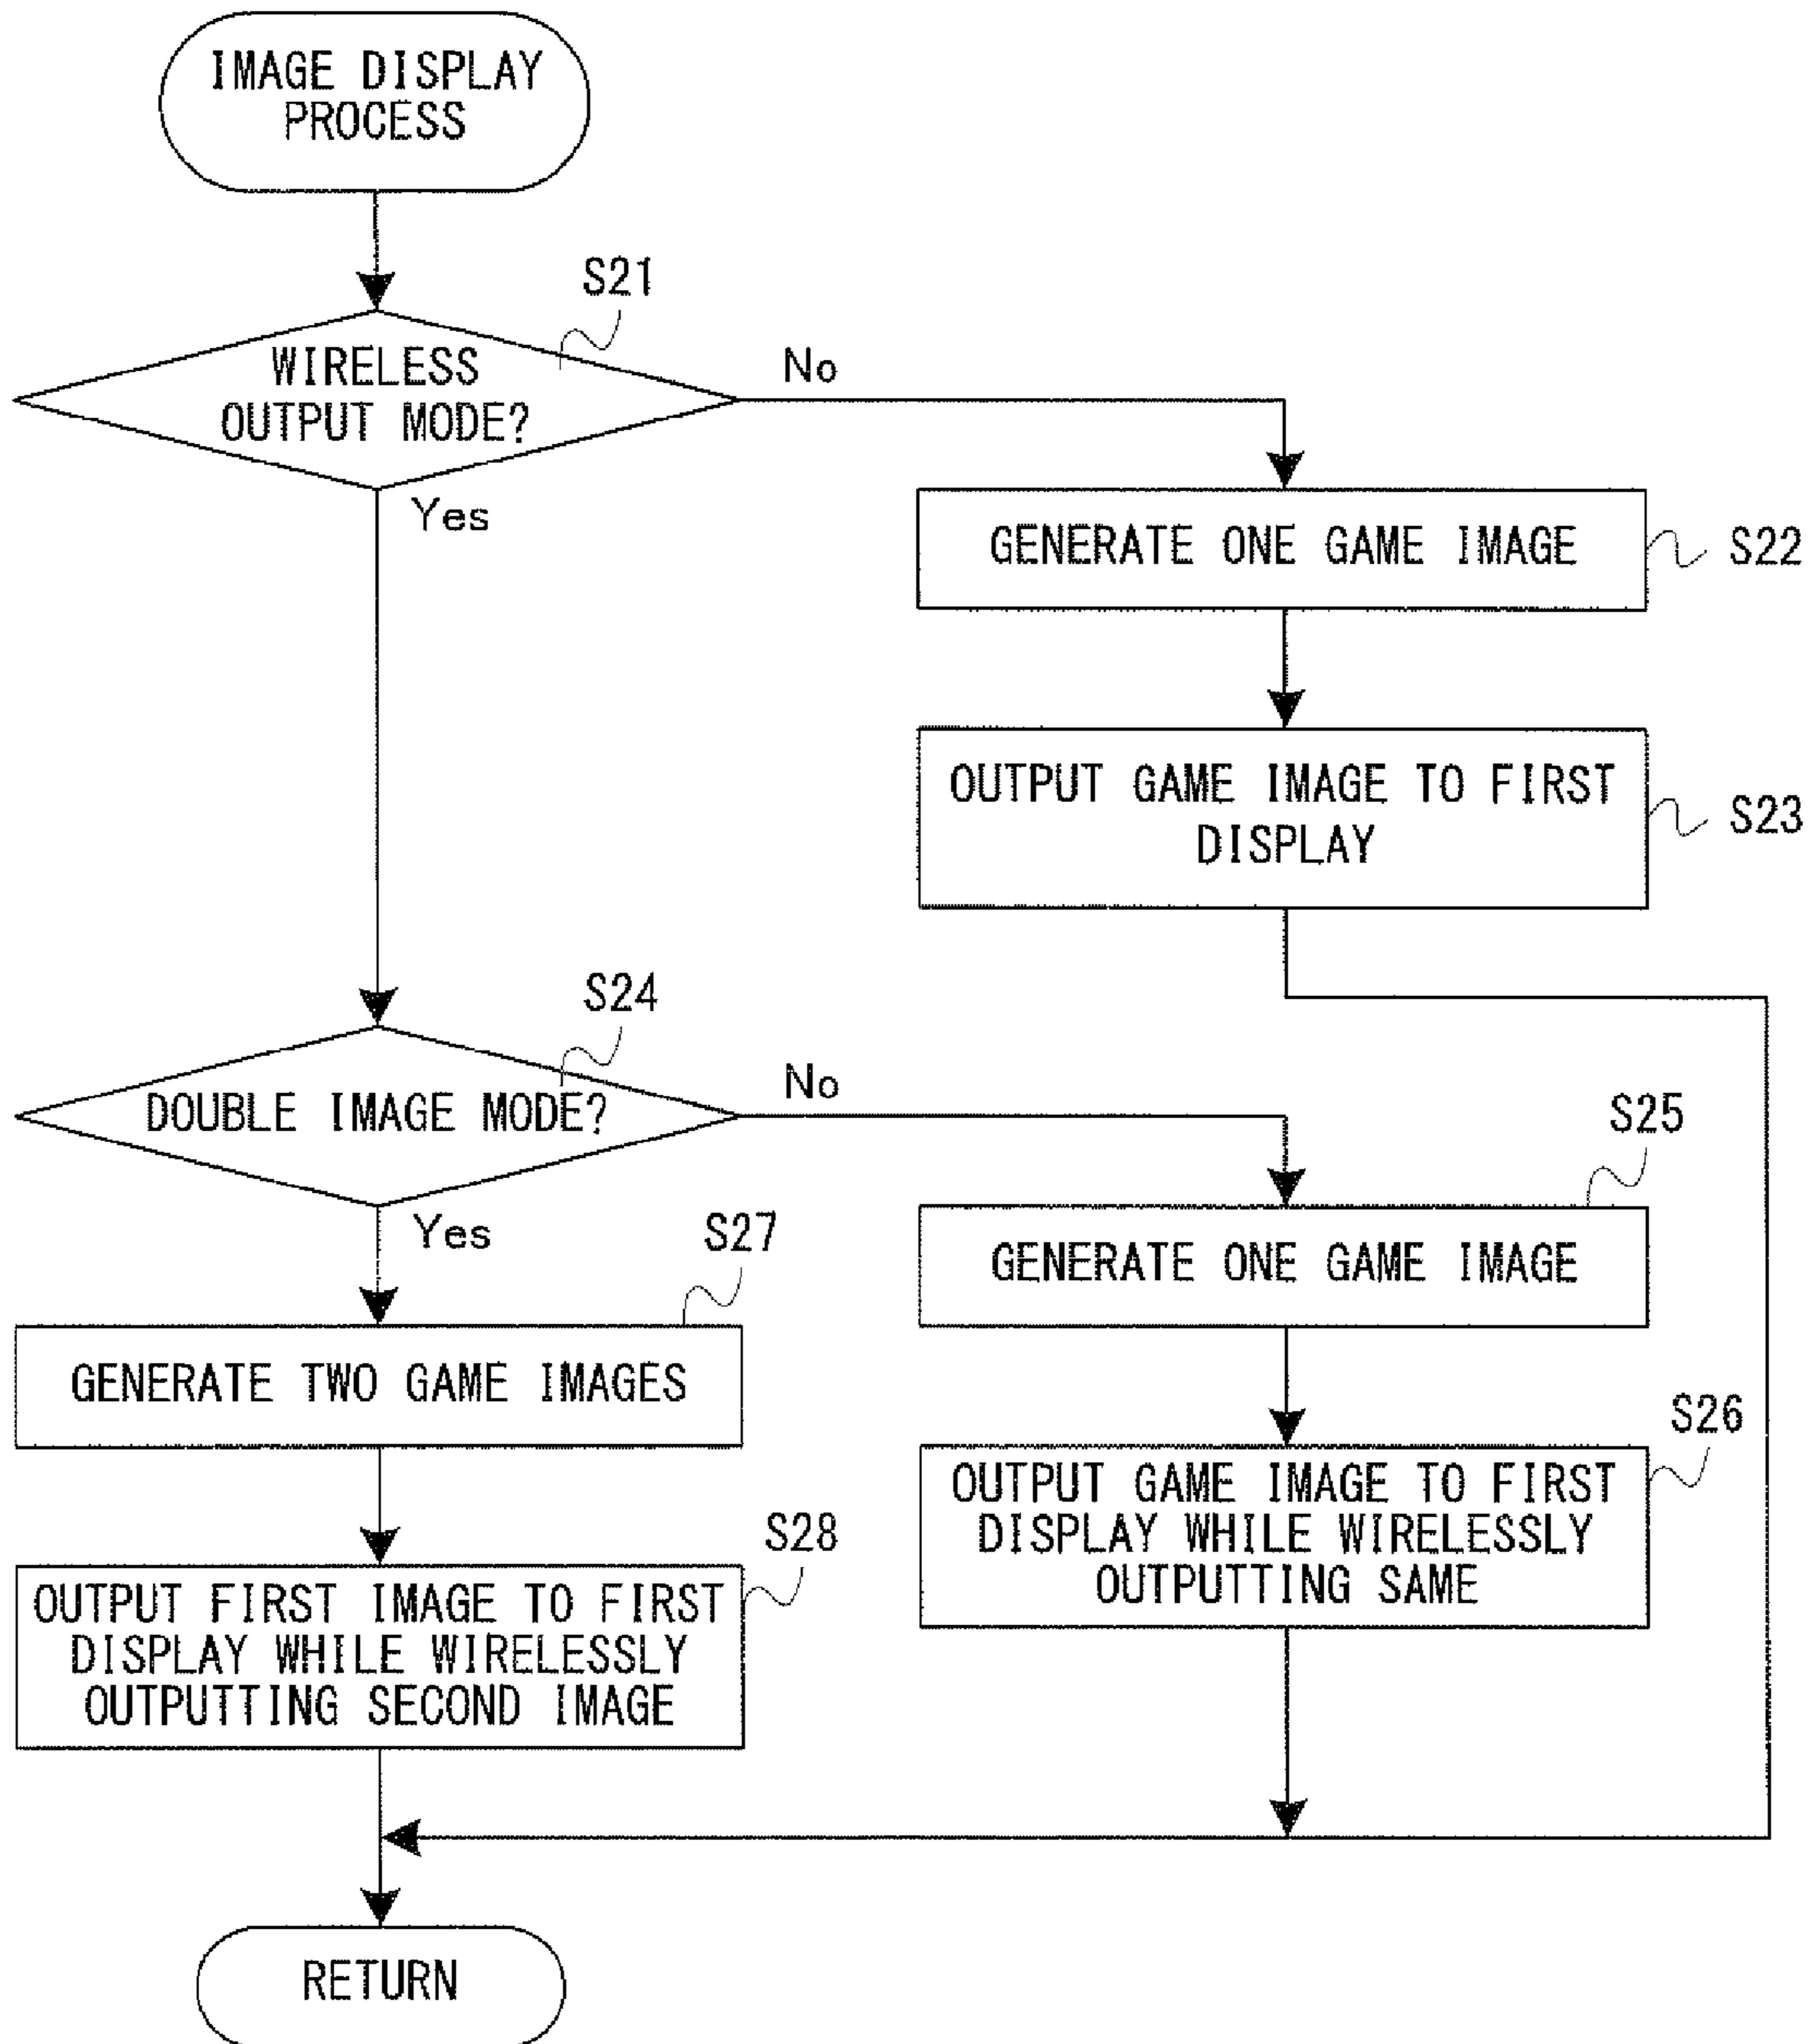 IMAGE DISPLAY
PROCESS
S21
WIRELESS
OUTPUT MODE?
No
Yes
GENERATE ONE GAME IMAGE
S22
OUTPUT GAME IMAGE TO FIRST
DISPLAY
S23
S24
DOUBLE IMAGE MODE?
No
Yes
S25
GENERATE ONE GAME IMAGE
S27
GENERATE TWO GAME IMAGES
S26
OUTPUT GAME IMAGE TO FIRST
DISPLAY WHILE WIRELESSLY
OUTPUTTING SAME
S28
OUTPUT FIRST IMAGE TO FIRST
DISPLAY WHILE WIRELESSLY
OUTPUTTING SECOND IMAGE
RETURN